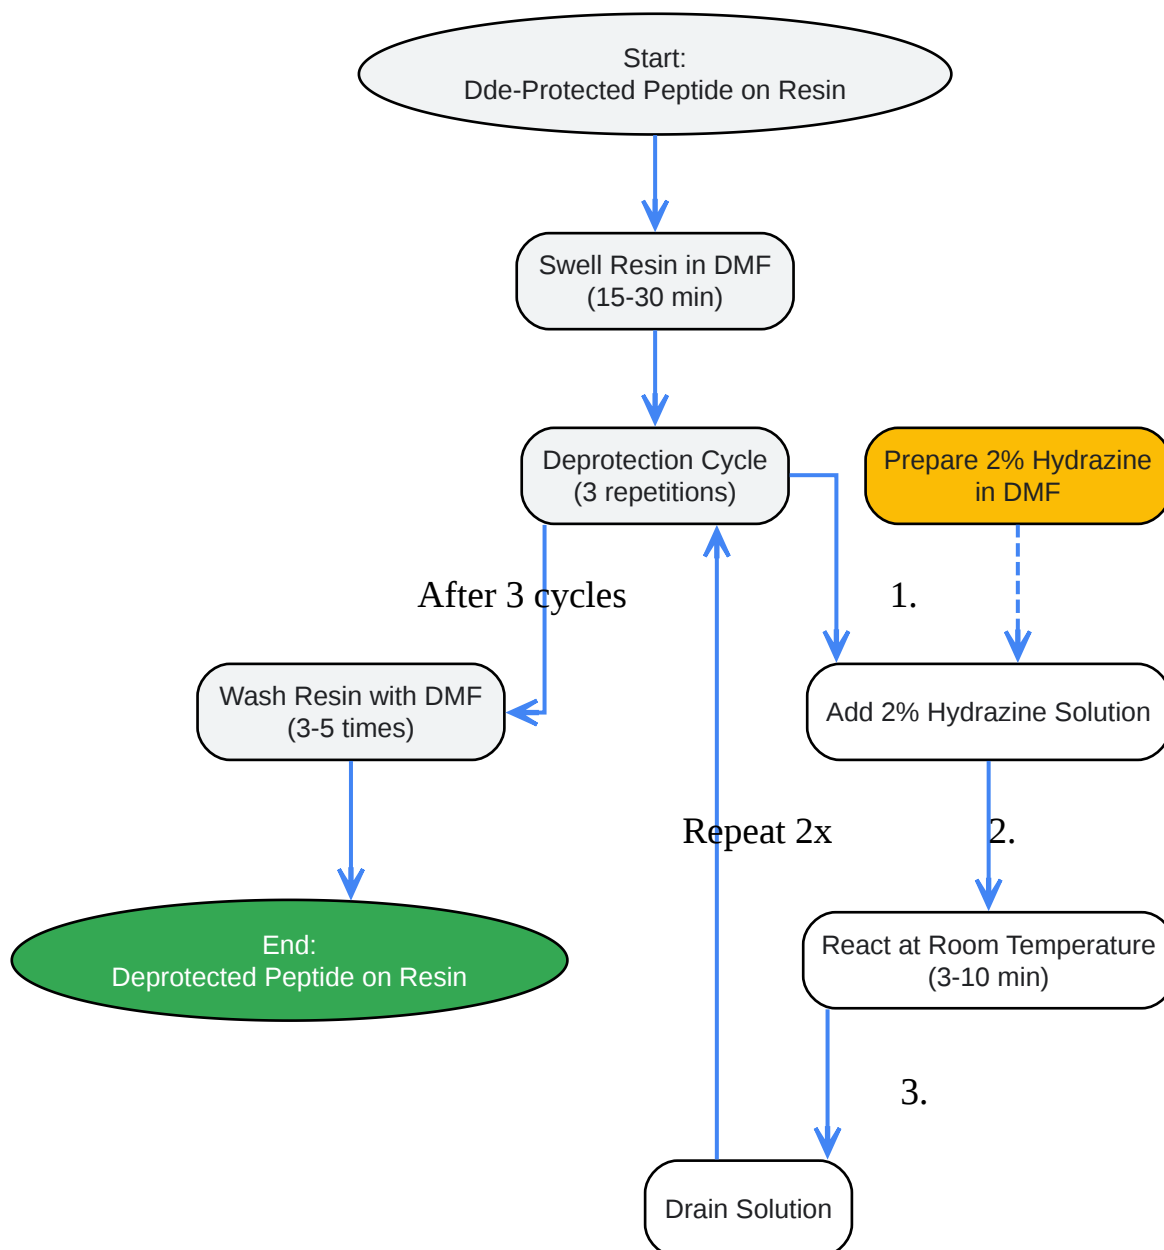 Start:
Dde-Protected Peptide on Resin
Swell Resin in DMF
(15-30 min)
Deprotection Cycle
(3 repetitions)
Prepare 2% Hydrazine
in DMF
After 3 cycles
1.
Wash Resin with DMF
(3-5 times)
Add 2% Hydrazine Solution
Repeat 2x
2.
End:
Deprotected Peptide on Resin
React at Room Temperature
(3-10 min)
3.
Drain Solution